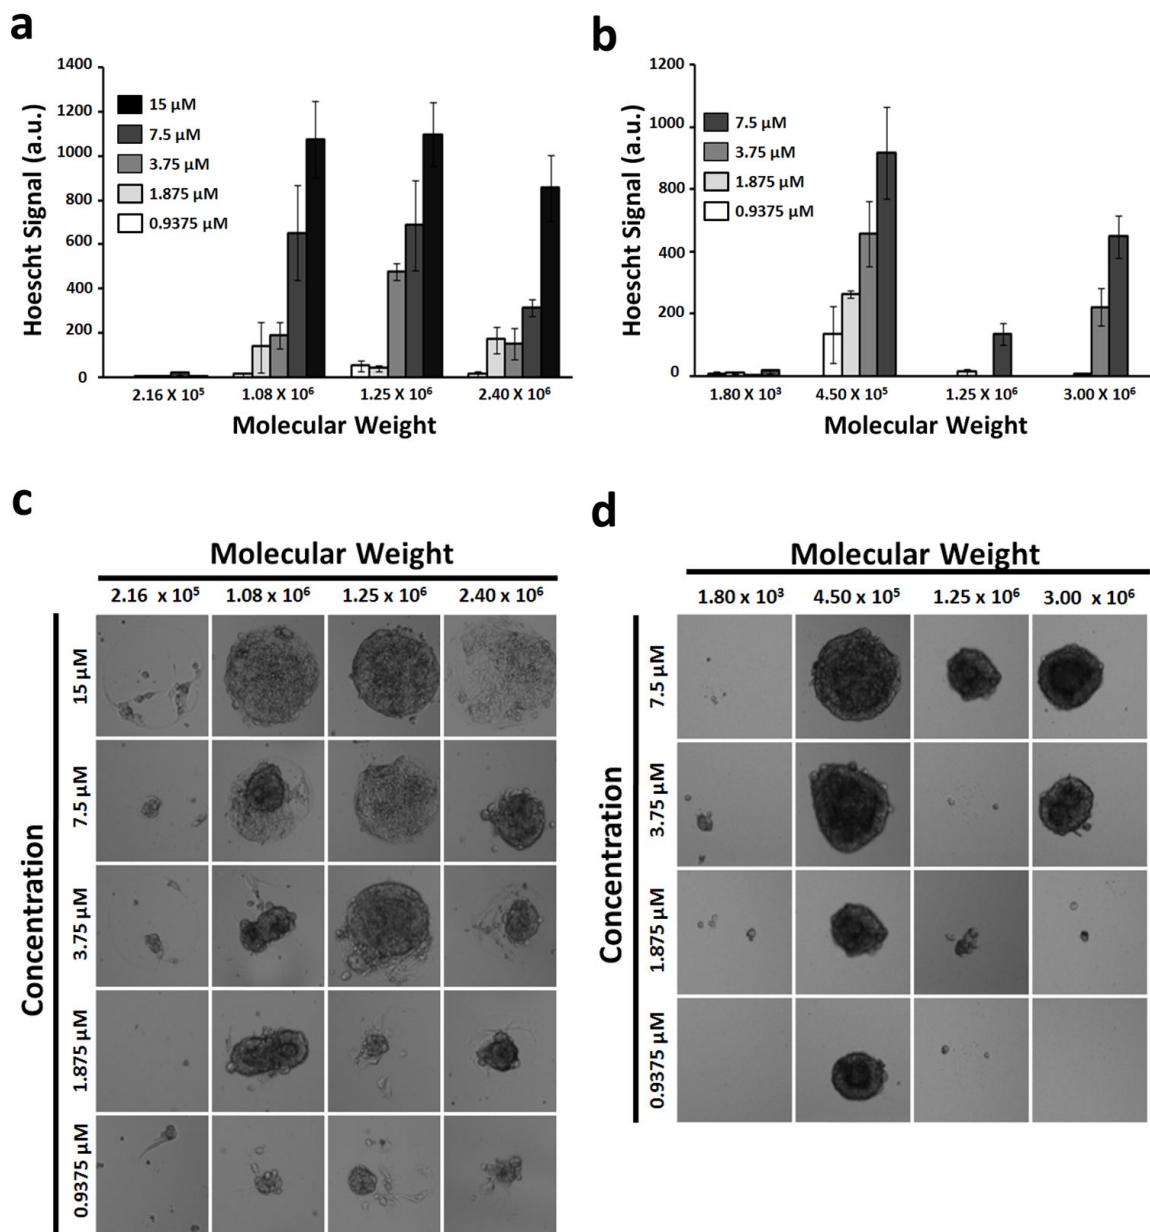 a
1400
1200
1000
800
600
400
200
0
Hoescht Signal (a.u.)
15 µM
7.5 µM
3.75 µM
1.875 µM
0.9375 µM
2.16 X 10⁵ 1.08 X 10⁶ 1.25 X 10⁶ 2.40 X 10⁶
Molecular Weight
b
1200
1000
800
400
200
0
Hoescht Signal (a.u.)
7.5 µM
3.75 µM
1.875 µM
0.9375 µM
1.80 X 10³ 4.50 X 10⁵ 1.25 X 10⁶ 3.00 X 10⁶
Molecular Weight
c
Molecular Weight
2.16 x 10⁵ 1.08 x 10⁶ 1.25 x 10⁶ 2.40 x 10⁶
Concentration
15 µM
7.5 µM
3.75 µM
1.875 µM
0.9375 µM
d
Molecular Weight
1.80 x 10³ 4.50 x 10⁵ 1.25 x 10⁶ 3.00 x 10⁶
Concentration
7.5 µM
3.75 µM
1.875 µM
0.9375 µM